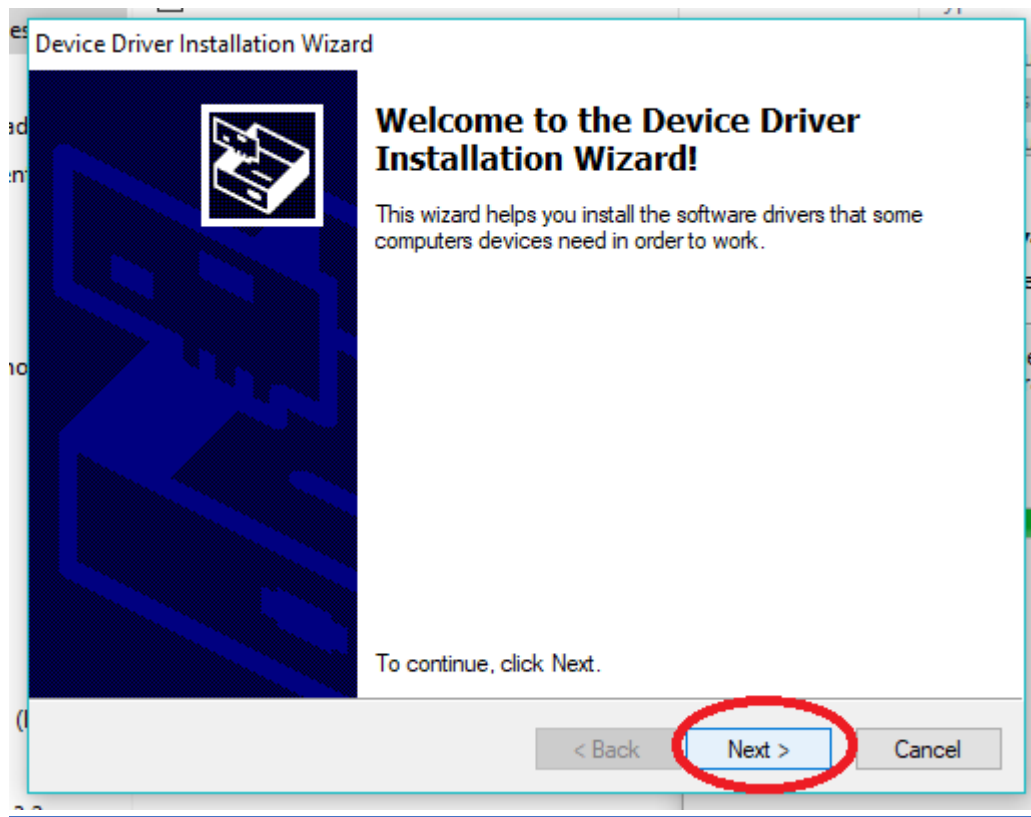 Device Driver Installation Wizard
Welcome to the Device Driver
Installation Wizard!
This wizard helps you install the software drivers that some
computers devices need in order to work.
To continue, click Next.
< Back
Next >
Cancel